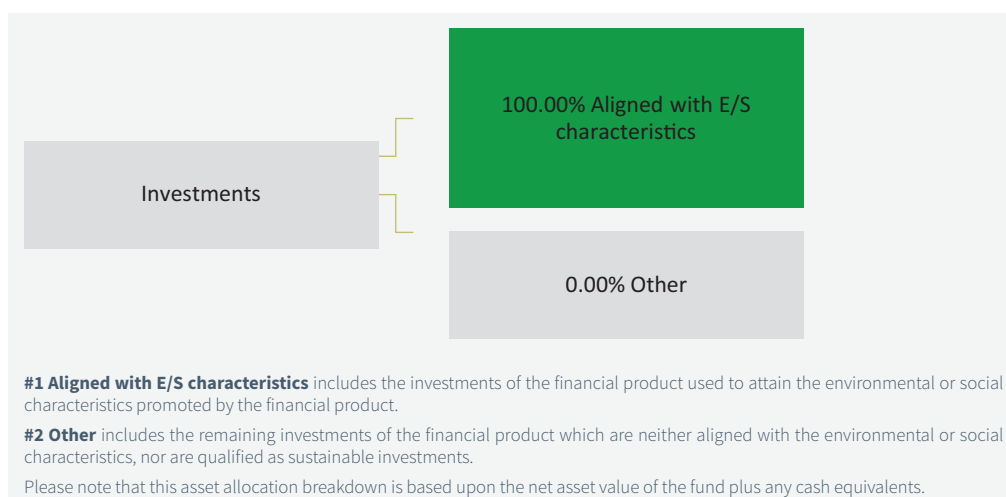 100.00% Aligned with E/S
characteristics
Investments
0.00% Other
#1 Aligned with E/S characteristics includes the investments of the financial product used to attain the environmental or social
characteristics promoted by the financial product.
#2 Other includes the remaining investments of the financial product which are neither aligned with the environmental or social
characteristics, nor are qualified as sustainable investments.
Please note that this asset allocation breakdown is based upon the net asset value of the fund plus any cash equivalents.